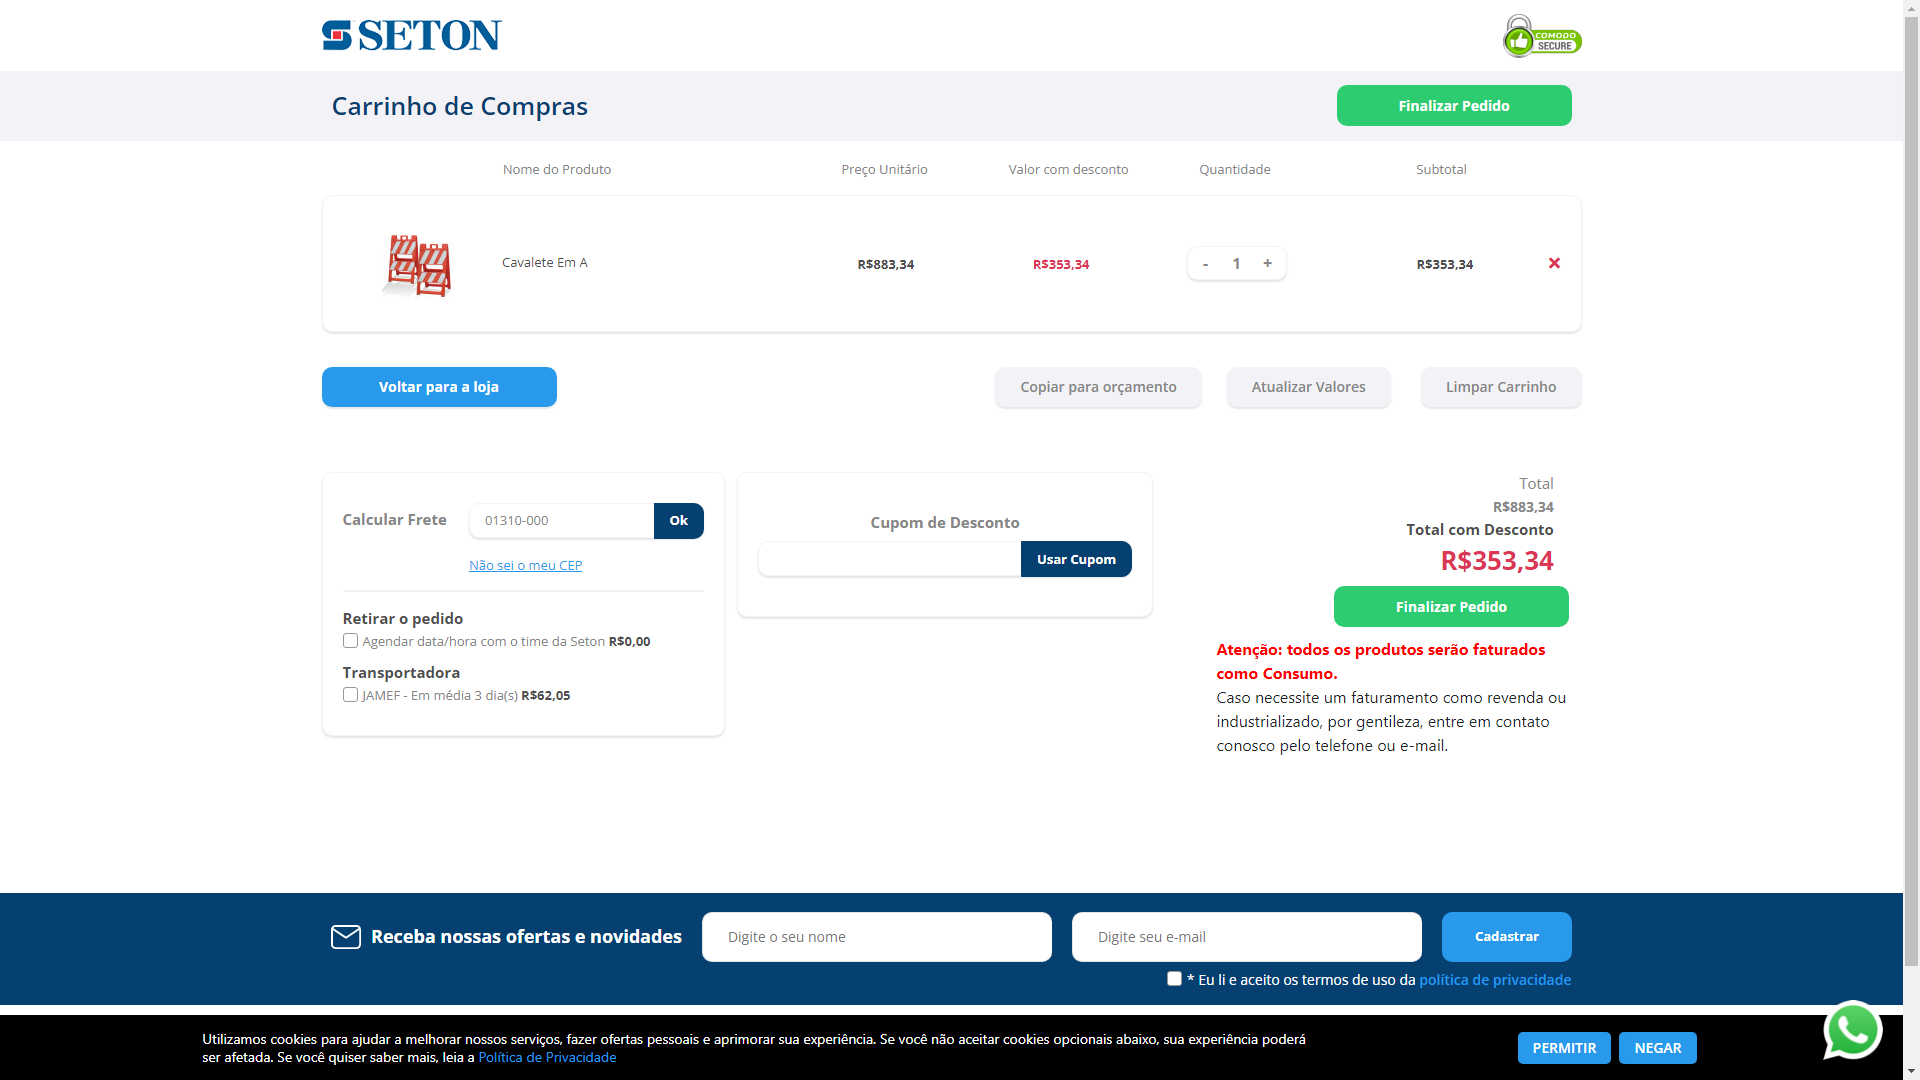 SETON
COMODO
SECURE
Carrinho de Compras
Finalizar Pedido
Nome do Produto
Preço Unitário
Valor com desconto
Quantidade
Subtotal
Cavalete Em A
R$883,34
R$353,34
- 1 +
R$353,34
Voltar para a loja
Copiar para orçamento
Atualizar Valores
Limpar Carrinho
Calcular Frete
01310-000
Ok
Não sei o meu CEP
Retirar o pedido
Agendar data/hora com o time da Seton R$0,00
Transportadora
JAMEF - Em média 3 dia(s) R$62,05
Cupom de Desconto
Usar Cupom
Total
R$883,34
Total com Desconto
R$353,34
Finalizar Pedido
Atenção: todos os produtos serão faturados
como Consumo.
Caso necessite um faturamento como revenda ou
industrializado, por gentileza, entre em contato
conosco pelo telefone ou e-mail.
Receba nossas ofertas e novidades
Digite o seu nome
Digite seu e-mail
Cadastrar
* Eu li e aceito os termos de uso da política de privacidade
Utilizamos cookies para ajudar a melhorar nossos serviços, fazer ofertas pessoais e aprimorar sua experiência. Se você não aceitar cookies opcionais abaixo, sua experiência poderá
ser afetada. Se você quiser saber mais, leia a Política de Privacidade
PERMITIR
NEGAR